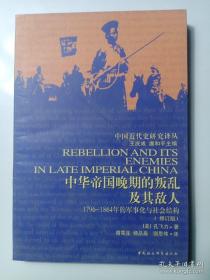 中国近代史研究译丛
王庆成 虞和平主编
REBELLION AND ITS
ENEMIES
IN LATE IMPERIAL CHINA
中华帝国晚期的叛乱
及其敌人
1796—1864年的军事化与社会结构
（修订版）
[美]孔飞力=著
谢亮生 杨品泉 谢思炜=译
中国社会科学出版社